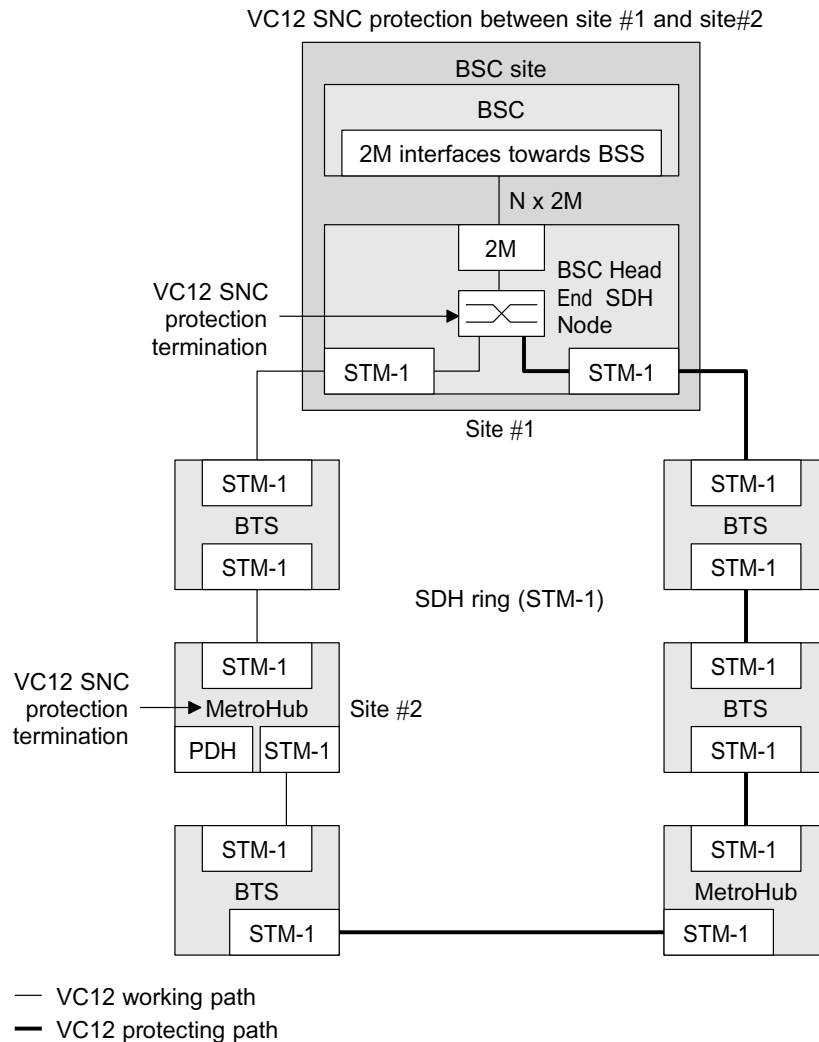 VC12 SNC protection between site #1 and site#2
BSC site
BSC
2M interfaces towards BSS
N x 2M
2M
BSC Head
End SDH
Node
VC12 SNC
protection
termination
STM-1
STM-1
Site #1
STM-1
BTS
STM-1
STM-1
BTS
STM-1
SDH ring (STM-1)
VC12 SNC
protection
termination
STM-1
MetroHub
PDH
STM-1
Site #2
STM-1
BTS
STM-1
STM-1
BTS
STM-1
STM-1
MetroHub
STM-1
VC12 working path
VC12 protecting path